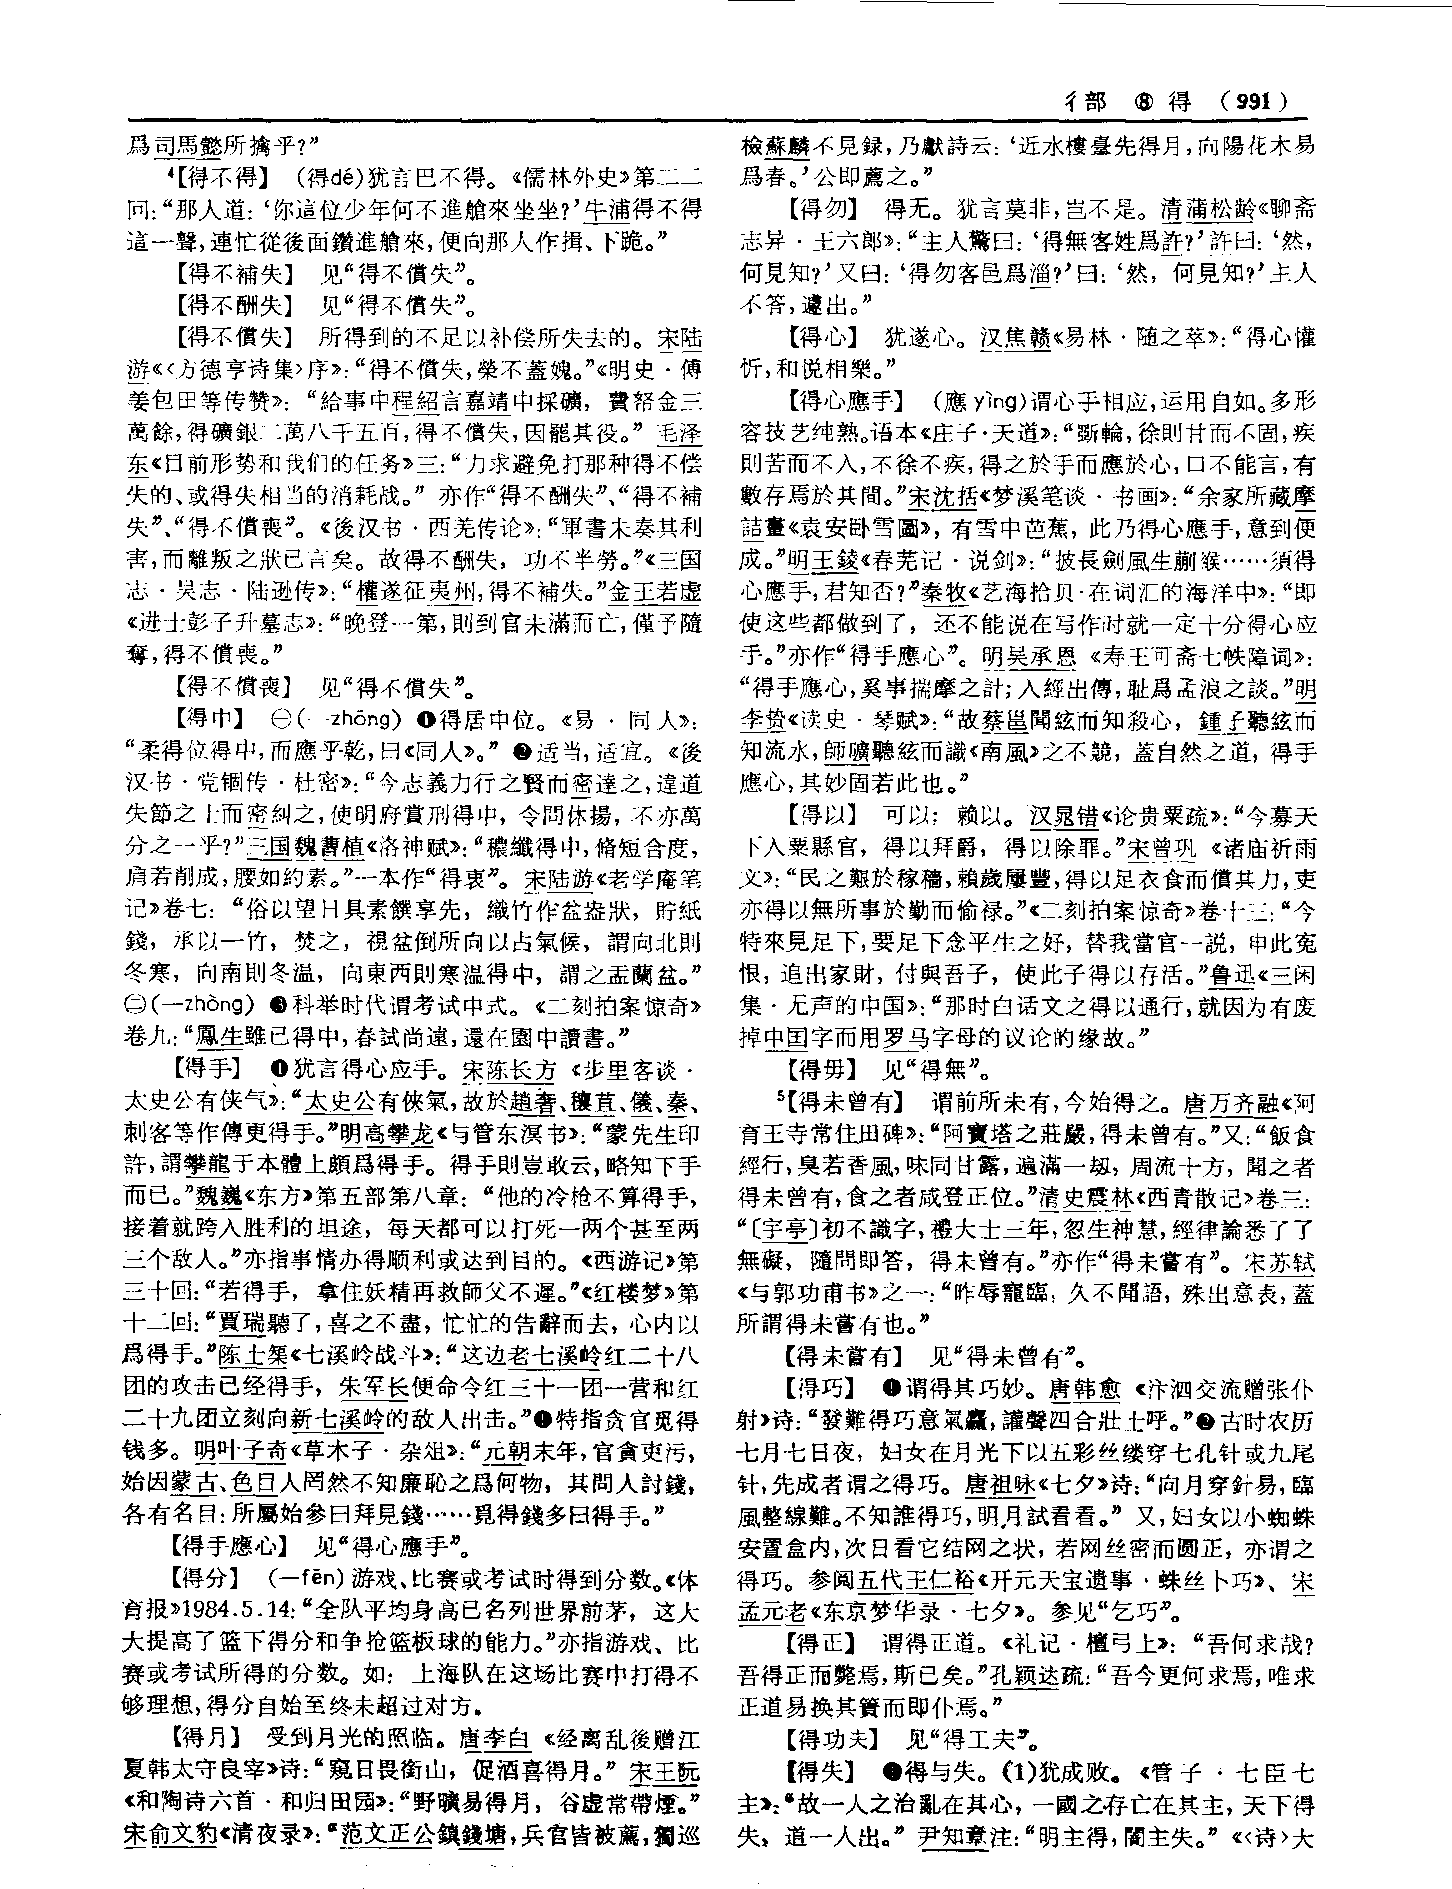 彳部 ⑧ 得 （991）
爲司馬懿所擒乎？”
⁴【得不得】 （得dé）犹言巴不得。《儒林外史》第二二
回：“那人道：‘你這位少年何不進艙來坐坐？’牛浦得不得
這一聲，連忙從後面鑽進艙來，便向那人作揖、下跪。”
【得不補失】 见“得不償失”。
【得不酬失】 见“得不償失”。
【得不償失】 所得到的不足以补偿所失去的。宋陆
游《〈方德亨诗集〉序》：“得不償失，榮不蓋媿。”《明史·傅
姜包田等传赞》：“給事中程紹言嘉靖中採礦，費帑金三
萬餘，得礦銀二萬八千五百，得不償失，因罷其役。”毛泽
东《目前形势和我们的任务》三：“力求避免打那种得不偿
失的、或得失相当的消耗战。”亦作“得不酬失”、“得不補
失”、“得不償喪”。《後汉书·西羌传论》：“軍書未奏其利
害，而離叛之狀已言矣。故得不酬失，功不半勞。”《三国
志·吴志·陆逊传》：“權遂征夷州，得不補失。”金王若虚
《进士彭子升墓志》：“晚登一第，則到官未滿而亡，僅予隨
奪，得不償喪。”
【得不償喪】 见“得不償失”。
【得中】 ㊀（—zhōng）❶得居中位。《易·同人》：
“柔得位得中，而應乎乾，曰《同人》。”❷适当，适宜。《後
汉书·党锢传·杜密》：“今志義力行之賢而密達之，違道
失節之士而密糾之，使明府賞刑得中，令問休揚，不亦萬
分之一乎？”三国魏曹植《洛神赋》：“穠纖得中，脩短合度，
肩若削成，腰如約素。”一本作“得衷”。宋陆游《老学庵笔
记》卷七：“俗以望日具素饌享先，織竹作盆盎狀，貯紙
錢，承以一竹，焚之，視盆倒所向以占氣候，謂向北則
冬寒，向南則冬温，向東西則寒温得中，謂之盂蘭盆。”
㊁（—zhòng）❸科举时代谓考试中式。《二刻拍案惊奇》
卷九：“鳳生雖已得中，春試尚遠，還在園中讀書。”
【得手】 ❶犹言得心应手。宋陈长方《步里客谈·
太史公有侠气》：“太史公有俠氣，故於趙奢、穰苴、儀、秦、
刺客等作傳更得手。”明高攀龙《与管东溟书》：“蒙先生印
許，謂攀龍于本體上頗爲得手。得手則豈敢云，略知下手
而已。”魏巍《东方》第五部第八章：“他的冷枪不算得手，
接着就跨入胜利的坦途，每天都可以打死一两个甚至两
三个敌人。”亦指事情办得顺利或达到目的。《西游记》第
三十回：“若得手，拿住妖精再救師父不遲。”《红楼梦》第
十二回：“賈瑞聽了，喜之不盡，忙忙的告辭而去，心内以
爲得手。”陈士榘《七溪岭战斗》：“这边老七溪岭红二十八
团的攻击已经得手，朱军长便命令红三十一团一营和红
二十九团立刻向新七溪岭的敌人出击。”❷特指贪官觅得
钱多。明叶子奇《草木子·杂俎》：“元朝末年，官貪吏污，
始因蒙古、色目人罔然不知廉恥之爲何物，其問人討錢，
各有名目：所屬始參曰拜見錢……覓得錢多曰得手。”
【得手應心】 见“得心應手”。
【得分】 （—fēn）游戏、比赛或考试时得到分数。《体
育报》1984.5.14：“全队平均身高已名列世界前茅，这大
大提高了篮下得分和争抢篮板球的能力。”亦指游戏、比
赛或考试所得的分数。如：上海队在这场比赛中打得不
够理想，得分自始至终未超过对方。
【得月】 受到月光的照临。唐李白《经离乱後赠江
夏韩太守良宰》诗：“窺日畏銜山，促酒喜得月。”宋王阮
《和陶诗六首·和归田园》：“野曠易得月，谷虚常帶煙。”
宋俞文豹《清夜录》：“范文正公鎮錢塘，兵官皆被薦，獨巡
檢蘇麟不見録，乃獻詩云：‘近水樓臺先得月，向陽花木易
爲春。’公即薦之。”
【得勿】 得无。犹言莫非，岂不是。清蒲松龄《聊斋
志异·王六郎》：“主人驚曰：‘得無客姓爲許？’許曰：‘然，
何見知？’又曰：‘得勿客邑爲淄？’曰：‘然，何見知？’主人
不答，遽出。”
【得心】 犹遂心。汉焦赣《易林·随之萃》：“得心懽
忻，和悦相樂。”
【得心應手】 （應yìng）谓心手相应，运用自如。多形
容技艺纯熟。语本《庄子·天道》：“斲輪，徐則甘而不固，疾
則苦而不入，不徐不疾，得之於手而應於心，口不能言，有
數存焉於其間。”宋沈括《梦溪笔谈·书画》：“余家所藏摩
詰畫《袁安卧雪圖》，有雪中芭蕉，此乃得心應手，意到便
成。”明王錂《春芜记·说剑》：“披長劍風生蒯緱……須得
心應手，君知否？”秦牧《艺海拾贝·在词汇的海洋中》：“即
使这些都做到了，还不能说在写作时就一定十分得心应
手。”亦作“得手應心”。明吴承恩《寿王可斋七帙障词》：
“得手應心，奚事揣摩之計；入經出傳，耻爲孟浪之談。”明
李贽《读史·琴赋》：“故蔡邕聞絃而知殺心，鍾子聽絃而
知流水，師曠聽絃而識《南風》之不競，蓋自然之道，得手
應心，其妙固若此也。”
【得以】 可以；赖以。汉晁错《论贵粟疏》：“今募天
下入粟縣官，得以拜爵，得以除罪。”宋曾巩《诸庙祈雨
文》：“民之艱於稼穡，賴歲屢豐，得以足衣食而償其力，吏
亦得以無所事於勤而偷禄。”《二刻拍案惊奇》卷十三：“今
特來見足下，要足下念平生之好，替我當官一説，申此冤
恨，追出家財，付與吾子，使此子得以存活。”鲁迅《三闲
集·无声的中国》：“那时白话文之得以通行，就因为有废
掉中国字而用罗马字母的议论的缘故。”
【得毋】 见“得無”。
⁵【得未曾有】 谓前所未有，今始得之。唐万齐融《阿
育王寺常住田碑》：“阿寶塔之莊嚴，得未曾有。”又：“飯食
經行，臭若香風，味同甘露，遍滿一刼，周流十方，聞之者
得未曾有，食之者成登正位。”清史震林《西青散记》卷三：
“〔宇亭〕初不識字，禮大士三年，忽生神慧，經律論悉了了
無礙，隨問即答，得未曾有。”亦作“得未嘗有”。宋苏轼
《与郭功甫书》之一：“昨辱寵臨，久不聞語，殊出意表，蓋
所謂得未嘗有也。”
【得未嘗有】 见“得未曾有”。
【得巧】 ❶谓得其巧妙。唐韩愈《汴泗交流赠张仆
射》诗：“發難得巧意氣麤，讙聲四合壯士呼。”❷古时农历
七月七日夜，妇女在月光下以五彩丝缕穿七孔针或九尾
针，先成者谓之得巧。唐祖咏《七夕》诗：“向月穿針易，臨
風整線難。不知誰得巧，明月試看看。”又，妇女以小蜘蛛
安置盒内，次日看它结网之状，若网丝密而圆正，亦谓之
得巧。参阅五代王仁裕《开元天宝遗事·蛛丝卜巧》、宋
孟元老《东京梦华录·七夕》。参见“乞巧”。
【得正】 谓得正道。《礼记·檀弓上》：“吾何求哉？
吾得正而斃焉，斯已矣。”孔颖达疏：“吾今更何求焉，唯求
正道易换其簀而即仆焉。”
【得功夫】 见“得工夫”。
【得失】 ❶得与失。（1）犹成败。《管子·七臣七
主》：“故一人之治亂在其心，一國之存亡在其主，天下得
失，道一人出。”尹知章注：“明主得，闇主失。”《〈诗〉大